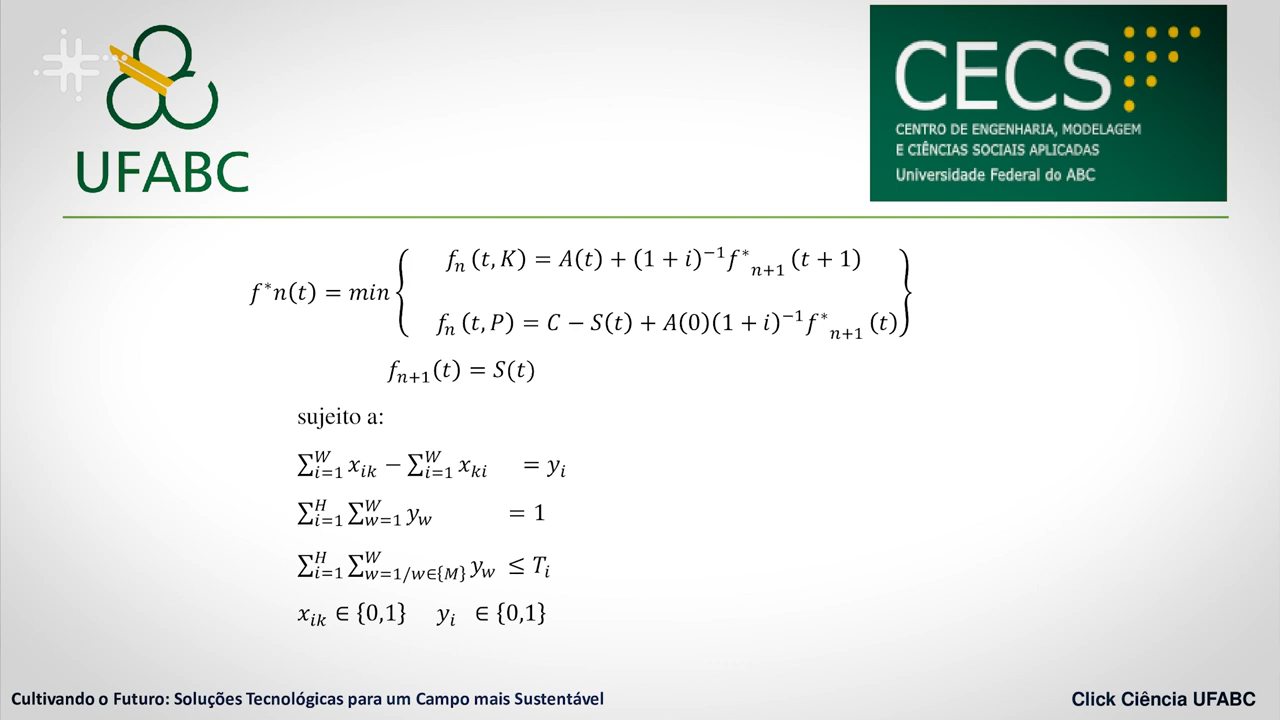 UFABC
CECS
CENTRO DE ENGENHARIA, MODELAGEM
E CIÊNCIAS SOCIAIS APLICADAS
Universidade Federal do ABC
f*n(t) = min { f_n (t, K) = A(t) + (1 + i)^{−1} f*_{n+1} (t + 1)
f_n (t, P) = C − S(t) + A(0)(1 + i)^{−1} f*_{n+1} (t) }
f_{n+1}(t) = S(t)
sujeito a:
∑_{i=1}^{W} x_{ik} − ∑_{i=1}^{W} x_{ki} = y_i
∑_{i=1}^{H} ∑_{w=1}^{W} y_w = 1
∑_{i=1}^{H} ∑_{w=1/w∈{M}}^{W} y_w ≤ T_i
x_{ik} ∈ {0,1} y_i ∈ {0,1}
Cultivando o Futuro: Soluções Tecnológicas para um Campo mais Sustentável
Click Ciência UFABC